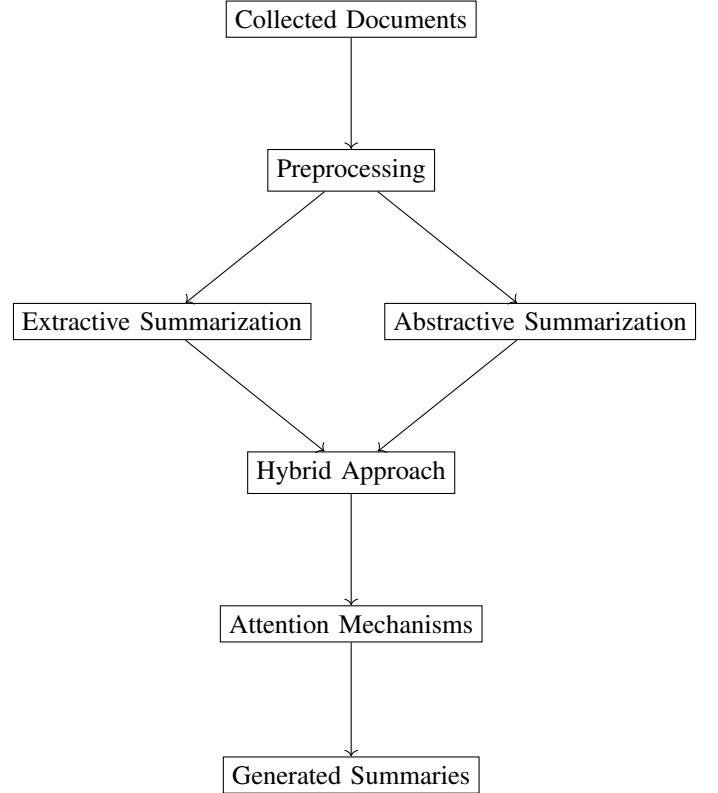 Collected Documents
Preprocessing
Extractive Summarization
Abstractive Summarization
Hybrid Approach
Attention Mechanisms
Generated Summaries